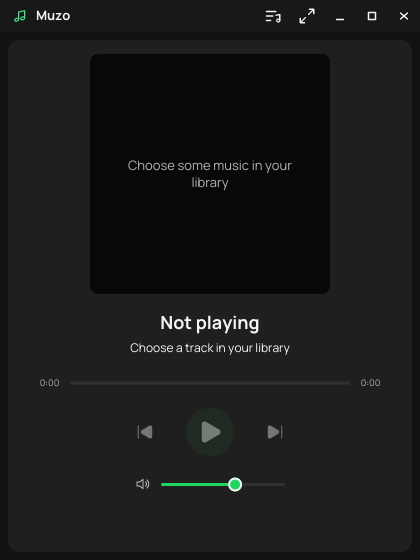 Muzo
Choose some music in your
library
Not playing
Choose a track in your library
0:00
0:00